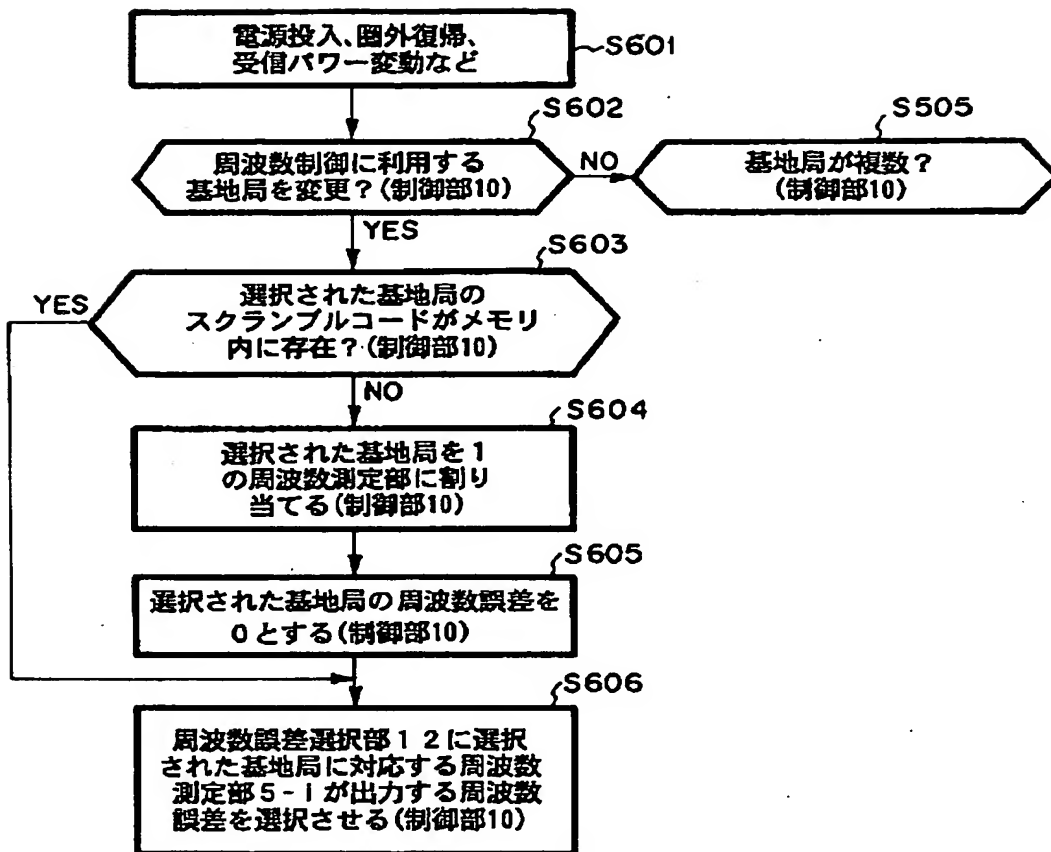 電源投入、圏外復帰、
受信パワー変動など
S601
S602
周波数制御に利用する
基地局を変更?(制御部10)
NO
S505
基地局が複数?
(制御部10)
YES
S603
YES
選択された基地局の
スクランブルコードがメモリ
内に存在?(制御部10)
NO
S604
選択された基地局を1
の周波数測定部に割り
当てる(制御部10)
S605
選択された基地局の周波数誤差を
0とする(制御部10)
S606
周波数誤差選択部12に選択
された基地局に対応する周波数
測定部5-iが出力する周波数
誤差を選択させる(制御部10)